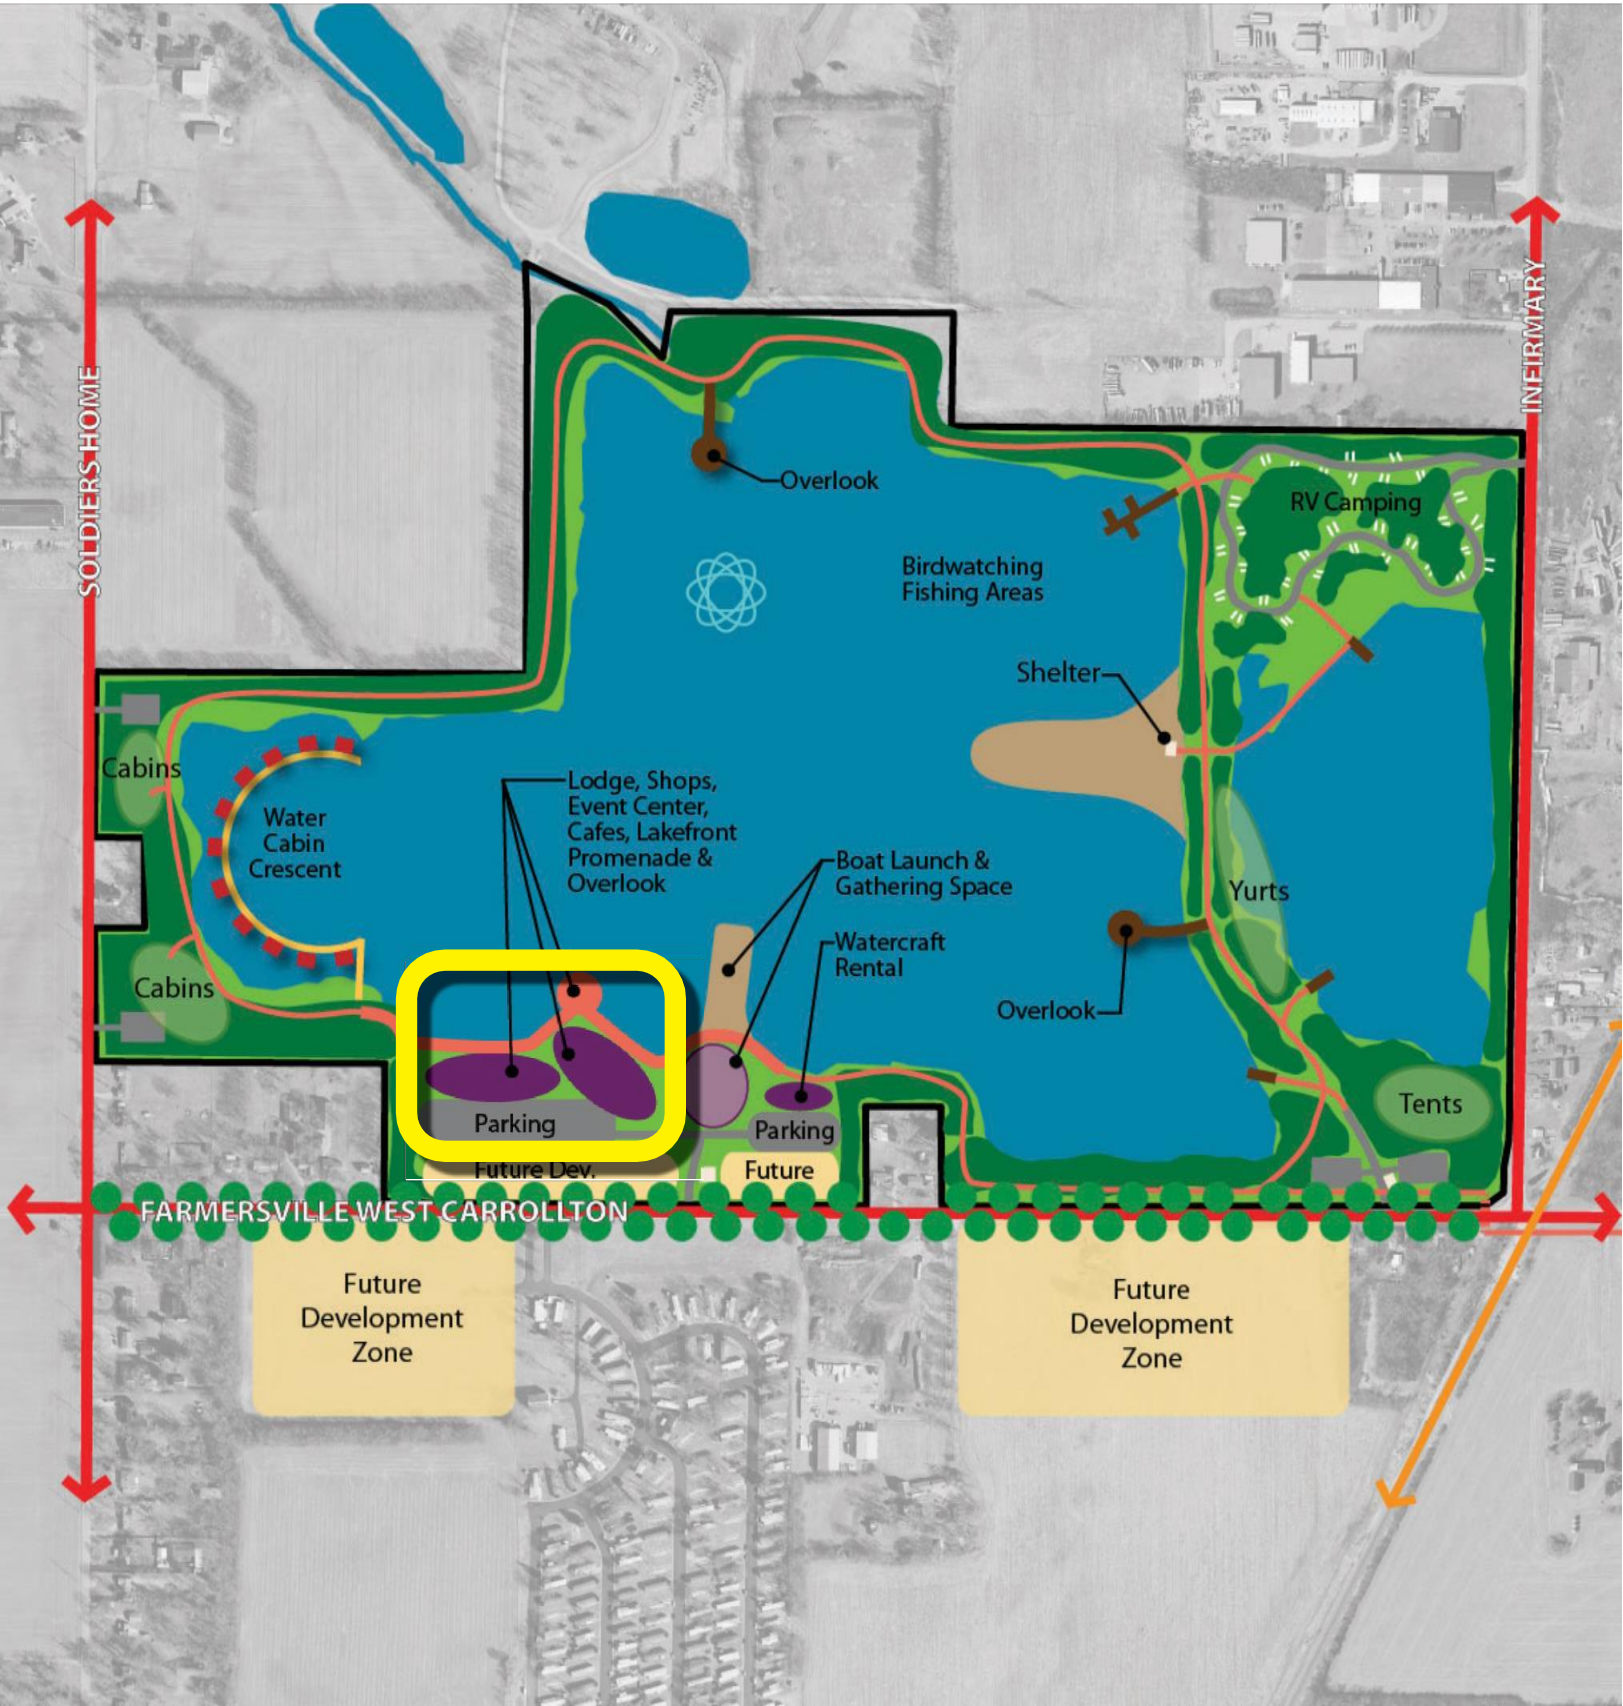 SOLDIERS HOME
INFIRMARY
Overlook
RV Camping
Birdwatching
Fishing Areas
Shelter
Cabins
Water
Cabin
Crescent
Lodge, Shops,
Event Center,
Cafes, Lakefront
Promenade &
Overlook
Boat Launch &
Gathering Space
Yurts
Watercraft
Rental
Cabins
Overlook
Tents
Parking
Parking
Future Dev.
Future
FARMERSVILLE WEST CARROLLTON
Future
Development
Zone
Future
Development
Zone